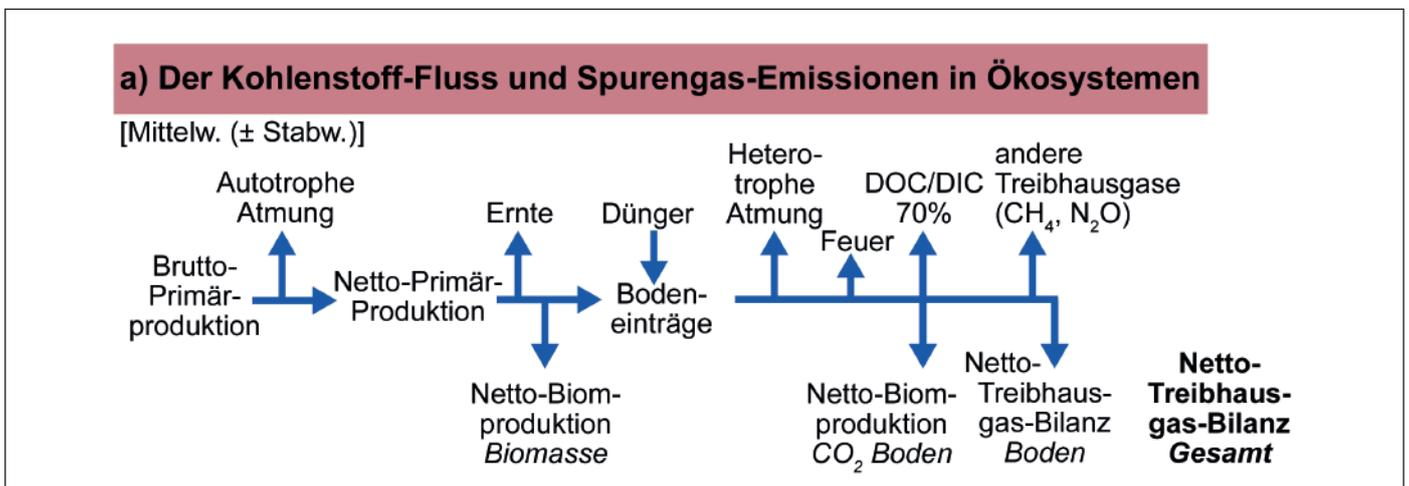 a) Der Kohlenstoff-Fluss und Spurengas-Emissionen in Ökosystemen
[Mittelw. (± Stabw.)]
Autotrophe
Atmung
Brutto-
Primär-
produktion
Netto-Primär-
Produktion
Ernte
Netto-Biom-
produktion
Biomasse
Dünger
Boden-
einträge
Hetero-
trophe
Atmung
Feuer
DOC/DIC
70%
andere
Treibhausgase
(CH₄, N₂O)
Netto-Biom-
produktion
CO₂ Boden
Netto-
Treibhaus-
gas-Bilanz
Boden
Netto-
Treibhaus-
gas-Bilanz
Gesamt